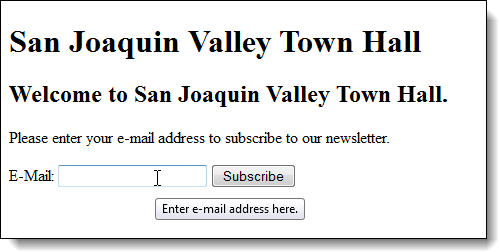 San Joaquin Valley Town Hall
Welcome to San Joaquin Valley Town Hall.
Please enter your e-mail address to subscribe to our newsletter.
E-Mail: Subscribe
Enter e-mail address here.